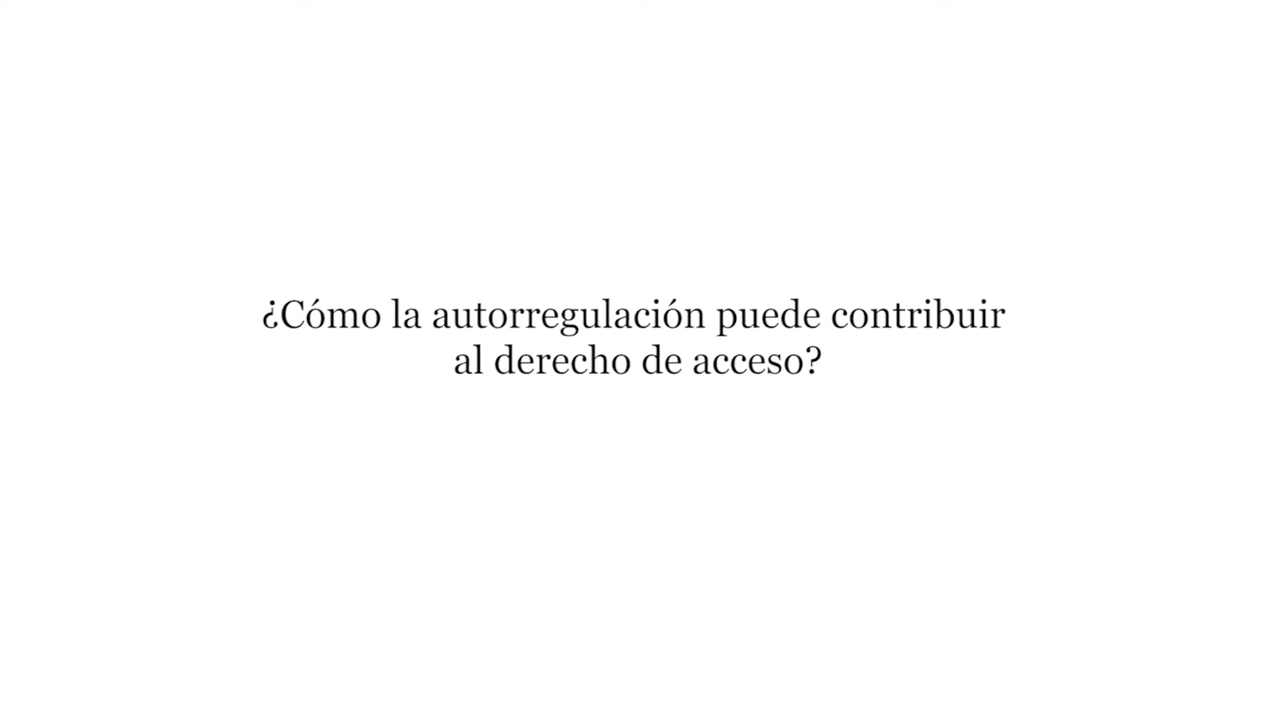 ¿Cómo la autorregulación puede contribuir
al derecho de acceso?